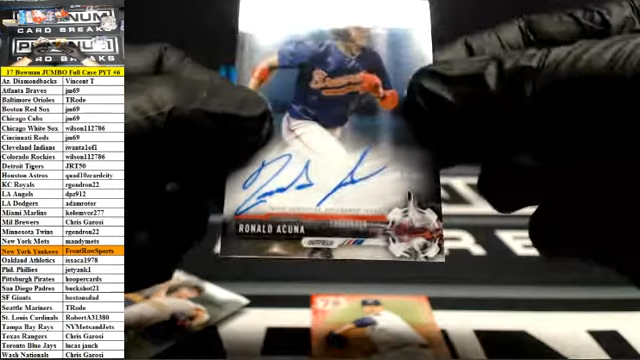 PLATINUM
CARD BREAKS
17 Bowman JUMBO Full Case PYT #6
Az. Diamondbacks Vincent T
Atlanta Braves jm69
Baltimore Orioles TRode
Boston Red Sox jm69
Chicago Cubs jm69
Chicago White Sox wilson112786
Cincinnati Reds jm69
Cleveland Indians iwanta1of1
Colorado Rockies wilson112786
Detroit Tigers JRT50
Houston Astros quad10cardcity
KC Royals rgendron22
LA Angels dpz912
LA Dodgers adamroter
Miami Marlins kelemvor277
Mil Brewers Chris Garosi
Minnesota Twins rgendron22
New York Mets mandymets
New York Yankees FrontRowSports
Oakland Athletics issaca1978
Phil. Phillies jetyank1
Pittsburgh Pirates hoopercards
San Diego Padres buckshot21
SF Giants bostonsdad
Seattle Mariners TRode
St. Louis Cardinals RobertA31380
Tampa Bay Rays NYMetsandJets
Texas Rangers Chris Garosi
Toronto Blue Jays lucas jauch
Wash Nationals Chris Garosi
Braves
RONALD ACUNA
OUTFIELD